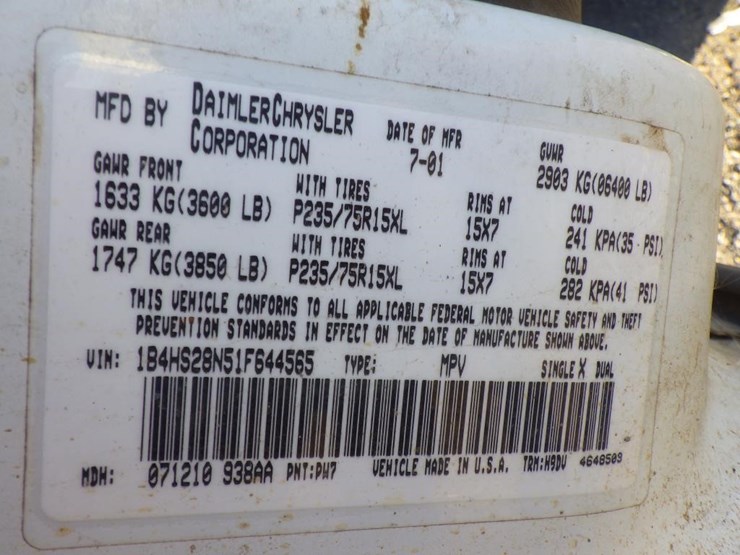 MFD BY DAIMLERCHRYSLER CORPORATION DATE OF MFR 7-01 GVWR 2903 KG(06400 LB)
GAWR FRONT WITH TIRES RIMS AT COLD
1633 KG(3600 LB) P235/75R15XL 15X7 241 KPA(35 PSI)
GAWR REAR WITH TIRES RIMS AT COLD
1747 KG(3850 LB) P235/75R15XL 15X7 282 KPA(41 PSI)
THIS VEHICLE CONFORMS TO ALL APPLICABLE FEDERAL MOTOR VEHICLE SAFETY AND THEFT
PREVENTION STANDARDS IN EFFECT ON THE DATE OF MANUFACTURE SHOWN ABOVE.
VIN: 1B4HS28N51F644565 TYPE: MPV SINGLE X DUAL
MDH: 071210 938AA PNT:PW7 VEHICLE MADE IN U.S.A. TRM:H9DV 4648509